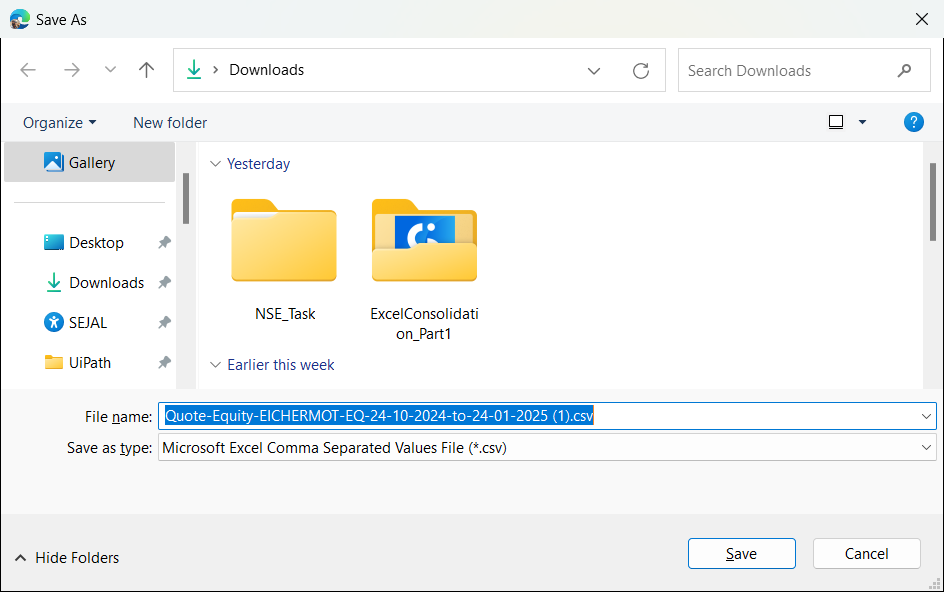 Save As
Downloads
Search Downloads
Organize
New folder
?
Gallery
Desktop
Downloads
SEJAL
UiPath
Yesterday
NSE_Task
ExcelConsolidati
on_Part1
Earlier this week
File name: Quote-Equity-EICHERMOT-EQ-24-10-2024-to-24-01-2025 (1).csv
Save as type: Microsoft Excel Comma Separated Values File (*.csv)
Hide Folders
Save
Cancel